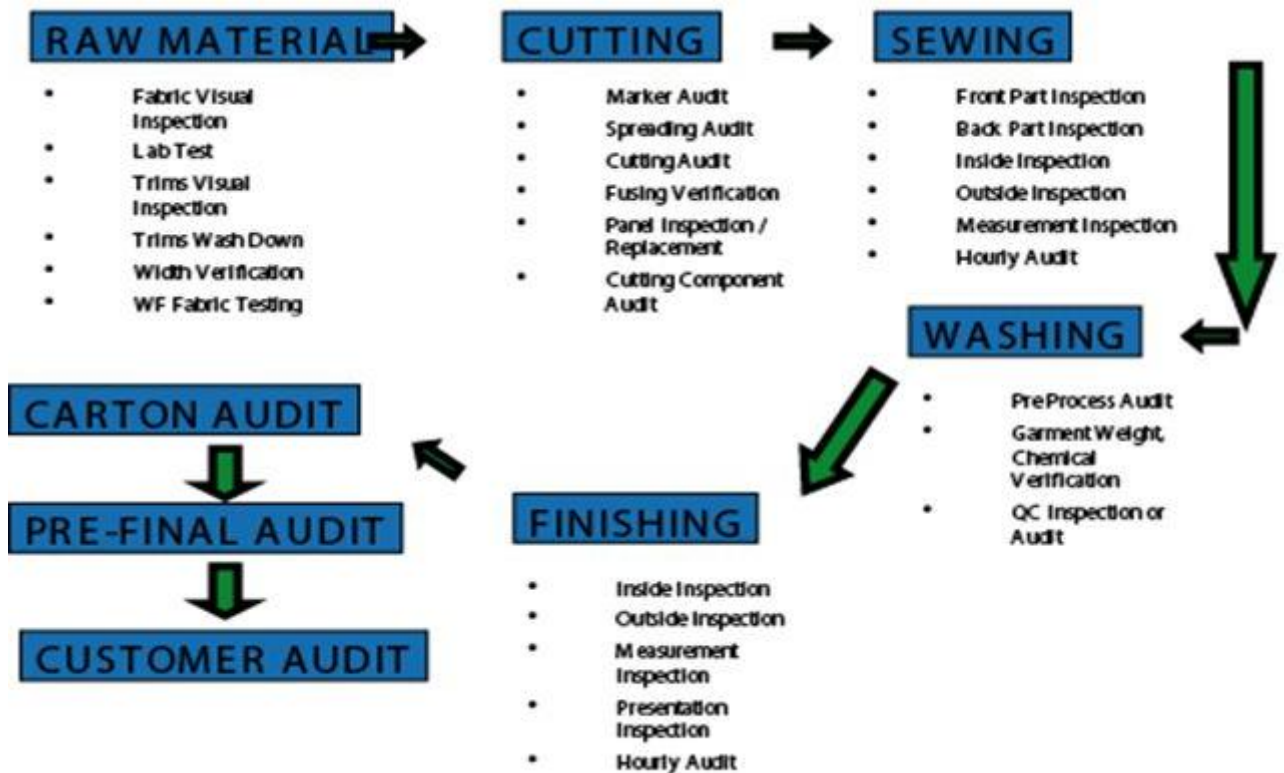 RAW MATERIAL
• Fabric Visual
Inspection
• Lab Test
• Trims Visual
Inspection
• Trims Wash Down
• Width Verification
• WF Fabric Testing
CUTTING
• Marker Audit
• Spreading Audit
• Cutting Audit
• Fusing Verification
• Panel Inspection /
Replacement
• Cutting Component
Audit
SEWING
• Front Part Inspection
• Back Part Inspection
• Inside Inspection
• Outside Inspection
• Measurement Inspection
• Hourly Audit
WASHING
• PreProcess Audit
• Garment Weight,
Chemical
Verification
• QC Inspection or
Audit
FINISHING
• Inside Inspection
• Outside Inspection
• Measurement
Inspection
• Presentation
Inspection
• Hourly Audit
CARTON AUDIT
PRE-FINAL AUDIT
CUSTOMER AUDIT